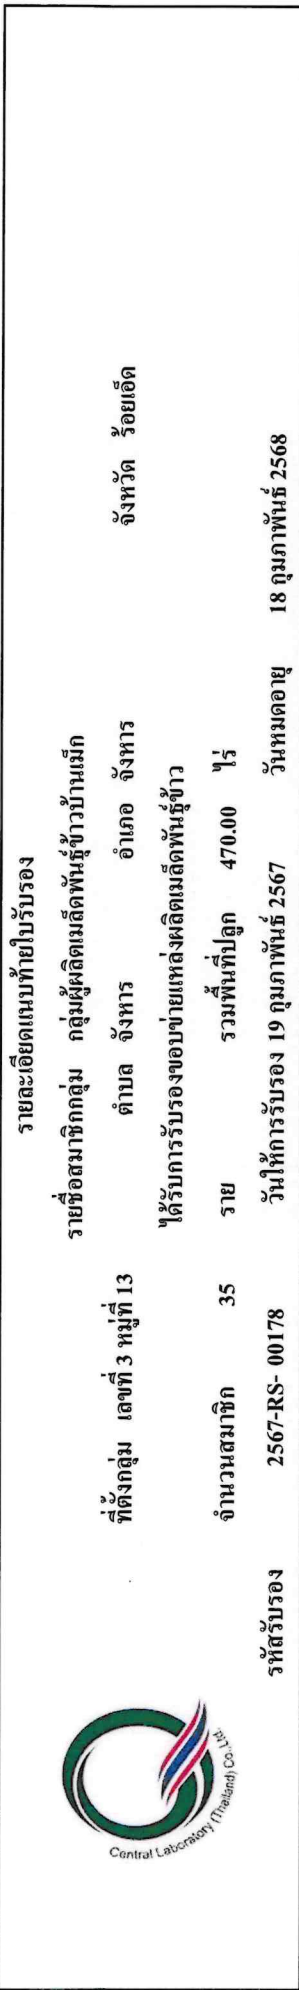 รายละเอียดแนบท้ายใบรับรอง
รายชื่อสมาชิกกลุ่ม กลุ่มผู้ผลิตเมล็ดพันธุ์ข้าวบ้านเม็ก
ที่ตั้งกลุ่ม เลขที่ 3 หมู่ที่ 13 ตำบล จังหาร อำเภอ จังหาร จังหวัด ร้อยเอ็ด
ได้รับการรับรองขอบข่ายแหล่งผลิตเมล็ดพันธุ์ข้าว
จำนวนสมาชิก 35 ราย รวมพื้นที่ปลูก 470.00 ไร่
รหัสรับรอง 2567-RS- 00178 วันให้การรับรอง 19 กุมภาพันธ์ 2567 วันหมดอายุ 18 กุมภาพันธ์ 2568
Central Laboratory (Thailand) Co.,Ltd.